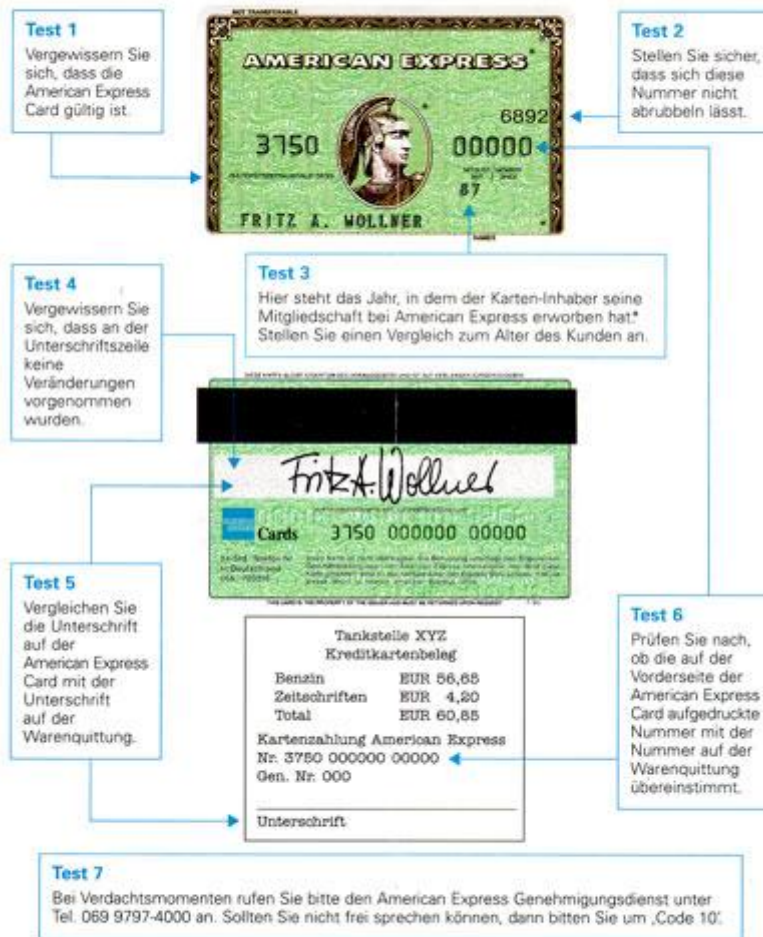 NOT TRANSFERABLE
Test 1
Vergewissern Sie
sich, dass die
American Express
Card gültig ist.
AMERICAN EXPRESS
6892
3750
00000
87
FRITZ A. WOLLNER
Test 2
Stellen Sie sicher,
dass sich diese
Nummer nicht
abrubbeln lässt.
Test 3
Hier steht das Jahr, in dem der Karten-Inhaber seine
Mitgliedschaft bei American Express erworben hat.*
Stellen Sie einen Vergleich zum Alter des Kunden an.
Test 4
Vergewissern Sie
sich, dass an der
Unterschriftszeile
keine
Veränderungen
vorgenommen
wurden.
Fritz A. Wollner
Cards 3750 000000 00000
Test 5
Vergleichen Sie
die Unterschrift
auf der
American Express
Card mit der
Unterschrift
auf der
Warenquittung.
Tankstelle XYZ
Kreditkartenbeleg
Benzin EUR 56,65
Zeitschriften EUR 4,20
Total EUR 60,85
Kartenzahlung American Express
Nr. 3750 000000 00000
Gen. Nr. 000
Unterschrift
Test 6
Prüfen Sie nach,
ob die auf der
Vorderseite der
American Express
Card aufgedruckte
Nummer mit der
Nummer auf der
Warenquittung
übereinstimmt.
Test 7
Bei Verdachtsmomenten rufen Sie bitte den American Express Genehmigungsdienst unter
Tel. 069 9797-4000 an. Sollten Sie nicht frei sprechen können, dann bitten Sie um ‚Code 10'.